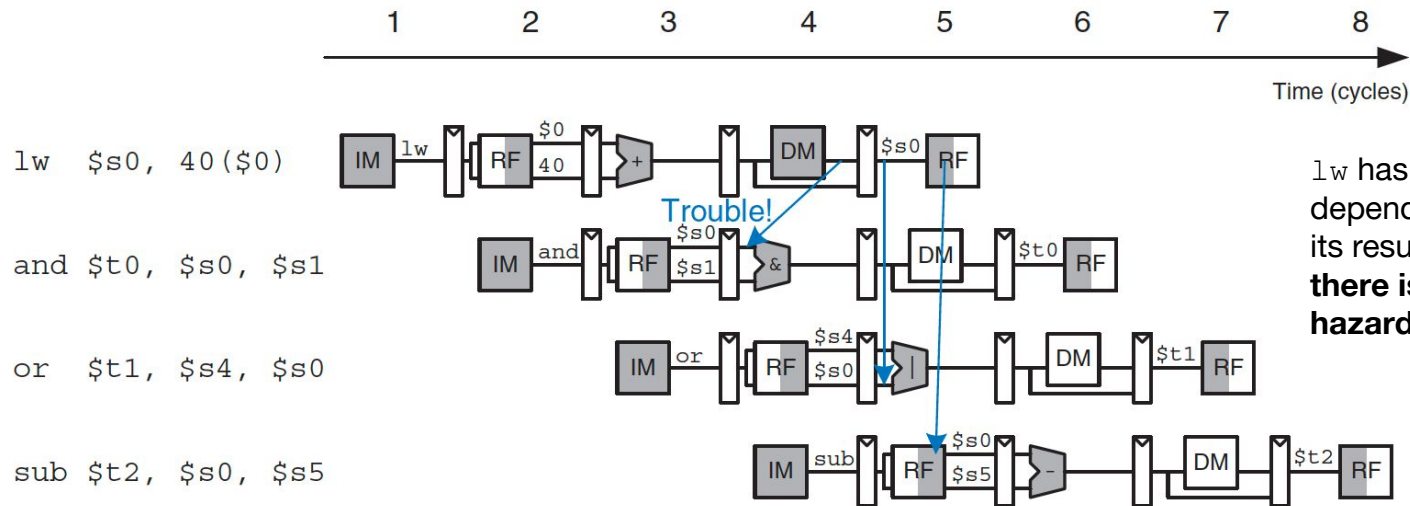 1 2 3 4 5 6 7 8
Time (cycles)
lw $s0, 40($0) IM lw RF $0 40 + DM $s0 RF
Trouble!
and $t0, $s0, $s1 IM and RF $s0 $s1 & DM $t0 RF
or $t1, $s4, $s0 IM or RF $s4 $s0 | DM $t1 RF
sub $t2, $s0, $s5 IM sub RF $s0 $s5 - DM $t2 RF
lw has
depend
its resu
there is
hazard